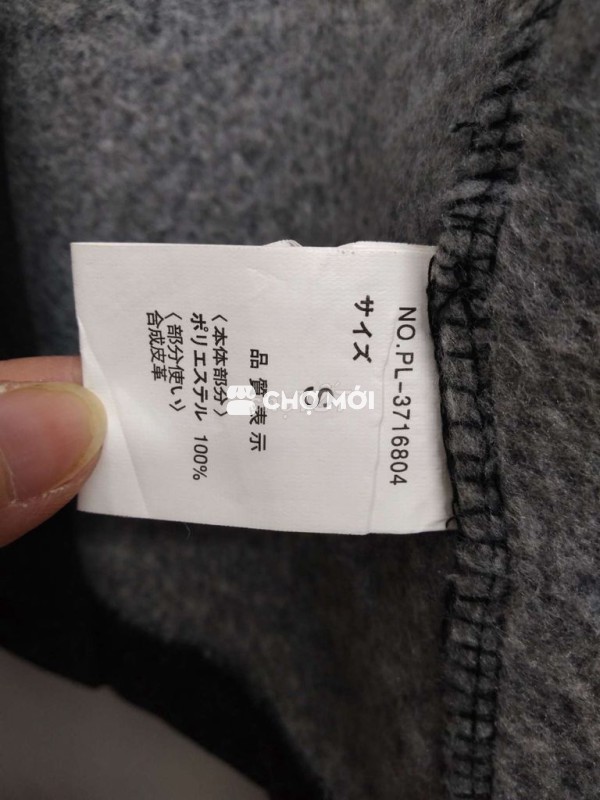 NO.PL-3716804
サイズ
S
品質表示
〈本体部分〉
ポリエステル 100%
〈部分使い〉
合成皮革
CHỢ MỚI